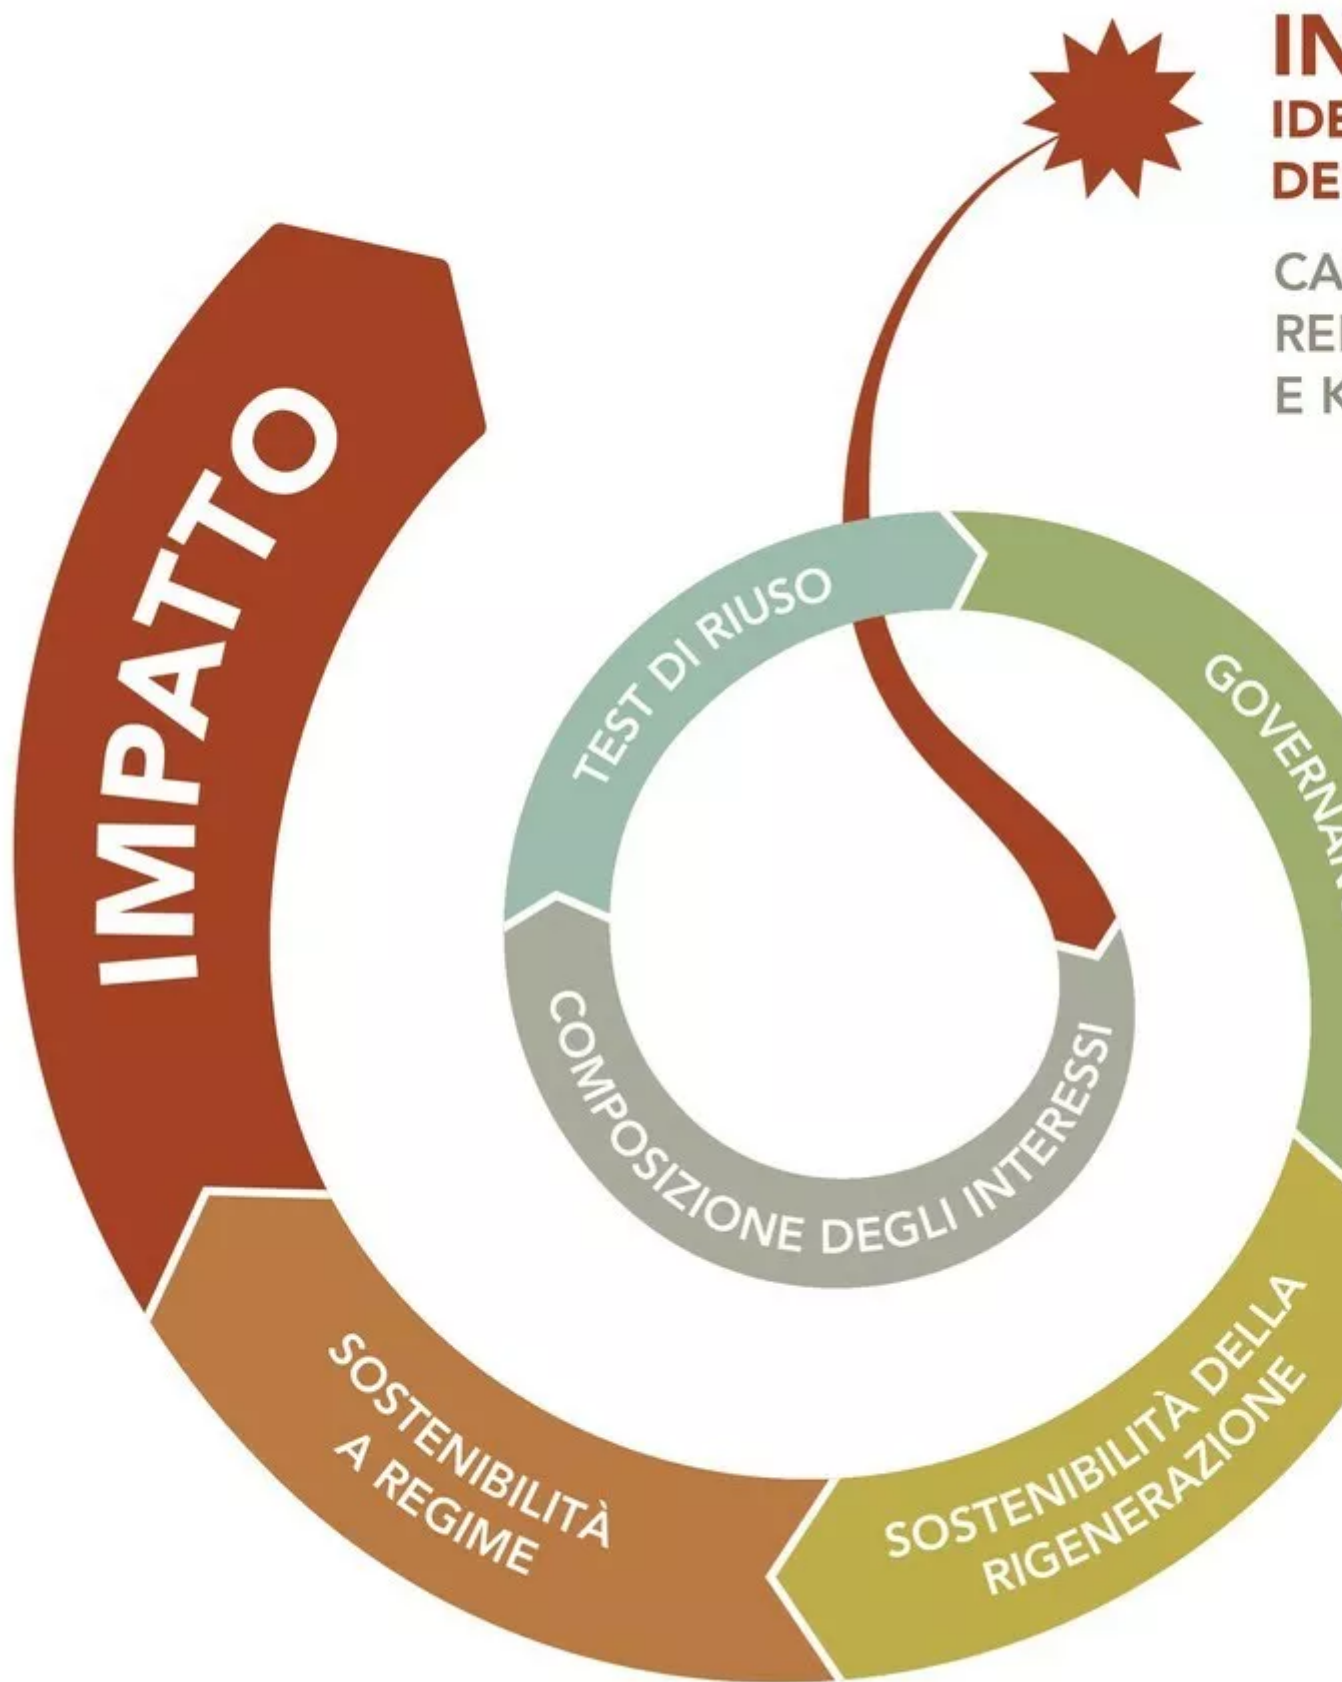 TEST DI RIUSO
COMPOSIZIONE DEGLI INTERESSI
SOSTENIBILITÀ DELLA
RIGENERAZIONE
SOSTENIBILITÀ
A REGIME
IMPATTO